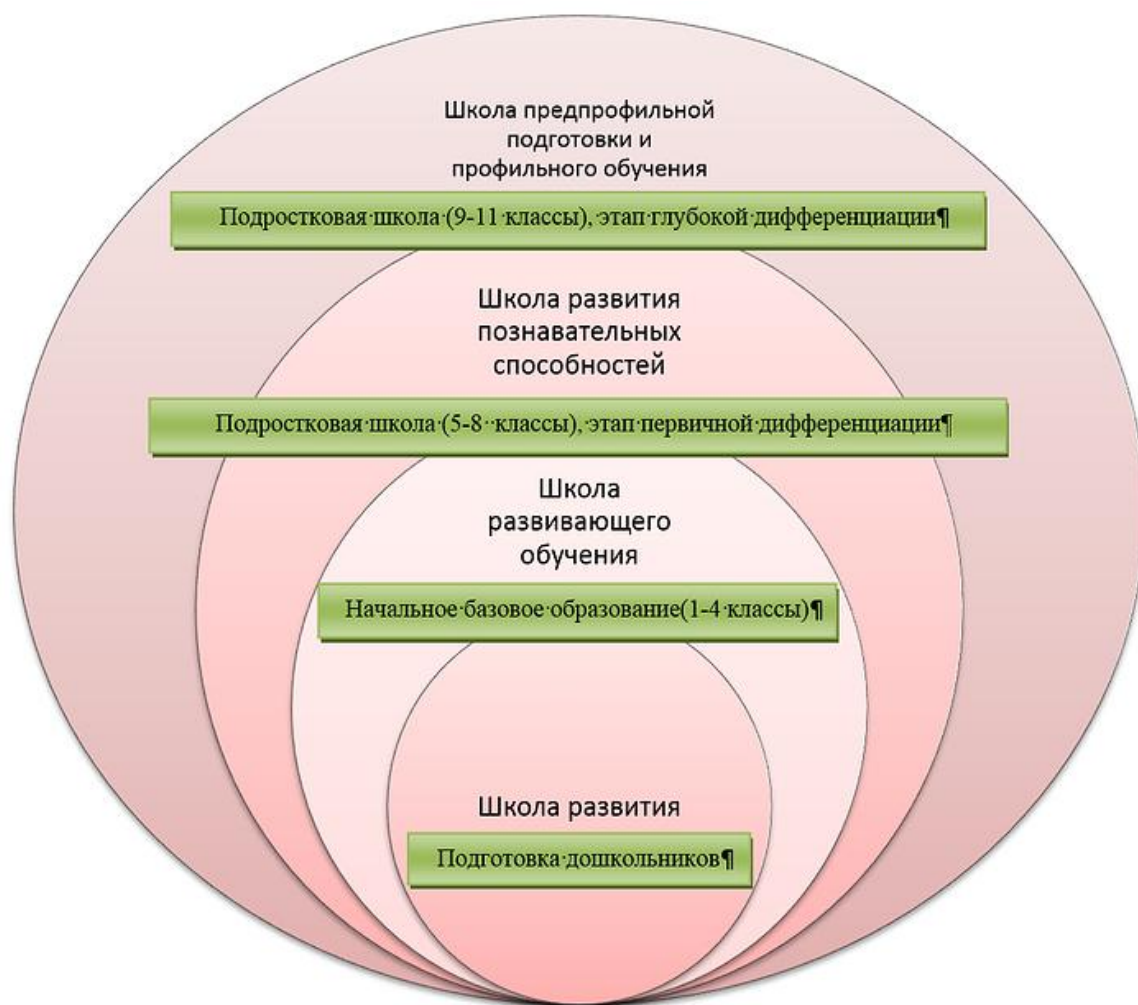 Школа предпрофильной
подготовки и
профильного обучения
Подростковая·школа·(9-11·классы),·этап·глубокой·дифференциации¶
Школа развития
познавательных
способностей
Подростковая·школа·(5-8··классы),·этап·первичной·дифференциации¶
Школа
развивающего
обучения
Начальное·базовое·образование(1-4·классы)¶
Школа развития
Подготовка·дошкольников¶